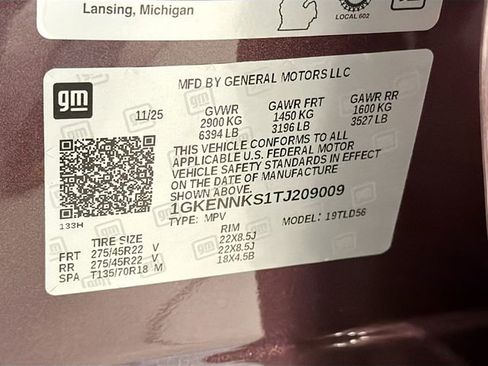 Lansing, Michigan
LOCAL 602
gm
MFD BY GENERAL MOTORS LLC
11/25 GVWR GAWR FRT GAWR RR
2900 KG 1450 KG 1600 KG
6394 LB 3196 LB 3527 LB
THIS VEHICLE CONFORMS TO ALL
APPLICABLE U.S. FEDERAL MOTOR
VEHICLE SAFETY STANDARDS IN EFFECT
ON THE DATE OF MANUFACTURE
SHOWN ABOVE.
1GKENNKS1TJ209009
133H TYPE: MPV MODEL: 19TLD56
TIRE SIZE RIM
FRT 275/45R22 V 22X8.5J
RR 275/45R22 V 22X8.5J
SPA T135/70R18 M 18X4.5B